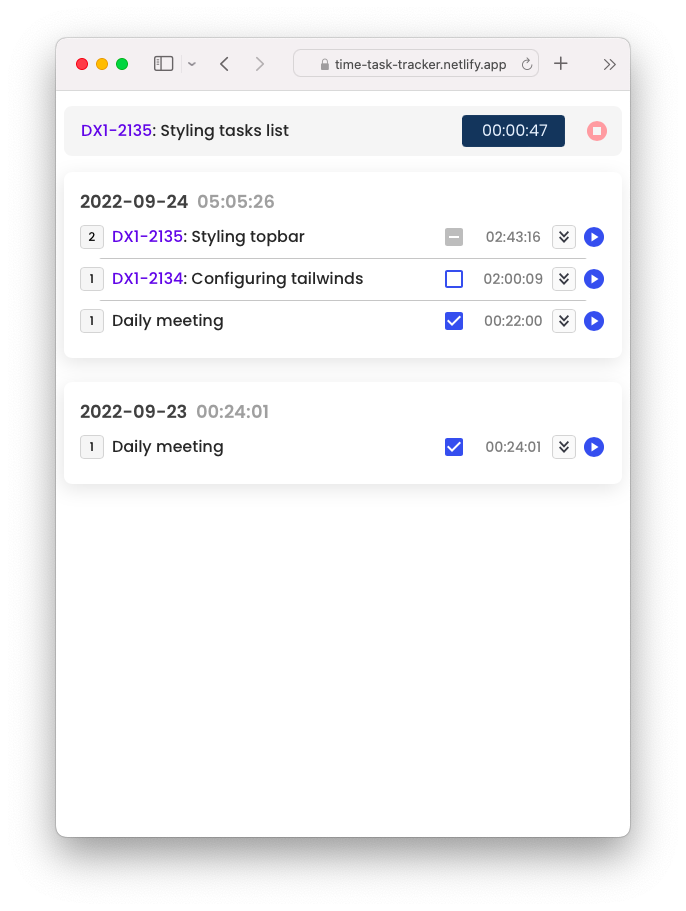 time-task-tracker.netlify.app
DX1-2135: Styling tasks list 00:00:47
2022-09-24 05:05:26
2 DX1-2135: Styling topbar 02:43:16
1 DX1-2134: Configuring tailwinds 02:00:09
1 Daily meeting 00:22:00
2022-09-23 00:24:01
1 Daily meeting 00:24:01